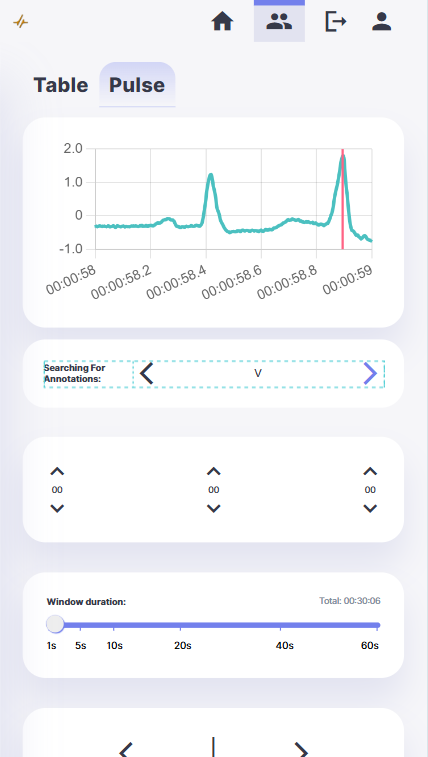 Table Pulse
2.0
1.0
0
-1.0
00:00:58 00:00:58.2 00:00:58.4 00:00:58.6 00:00:58.8 00:00:59
Searching For
Annotations:
V
00 00 00
Window duration: Total: 00:30:06
1s 5s 10s 20s 40s 60s